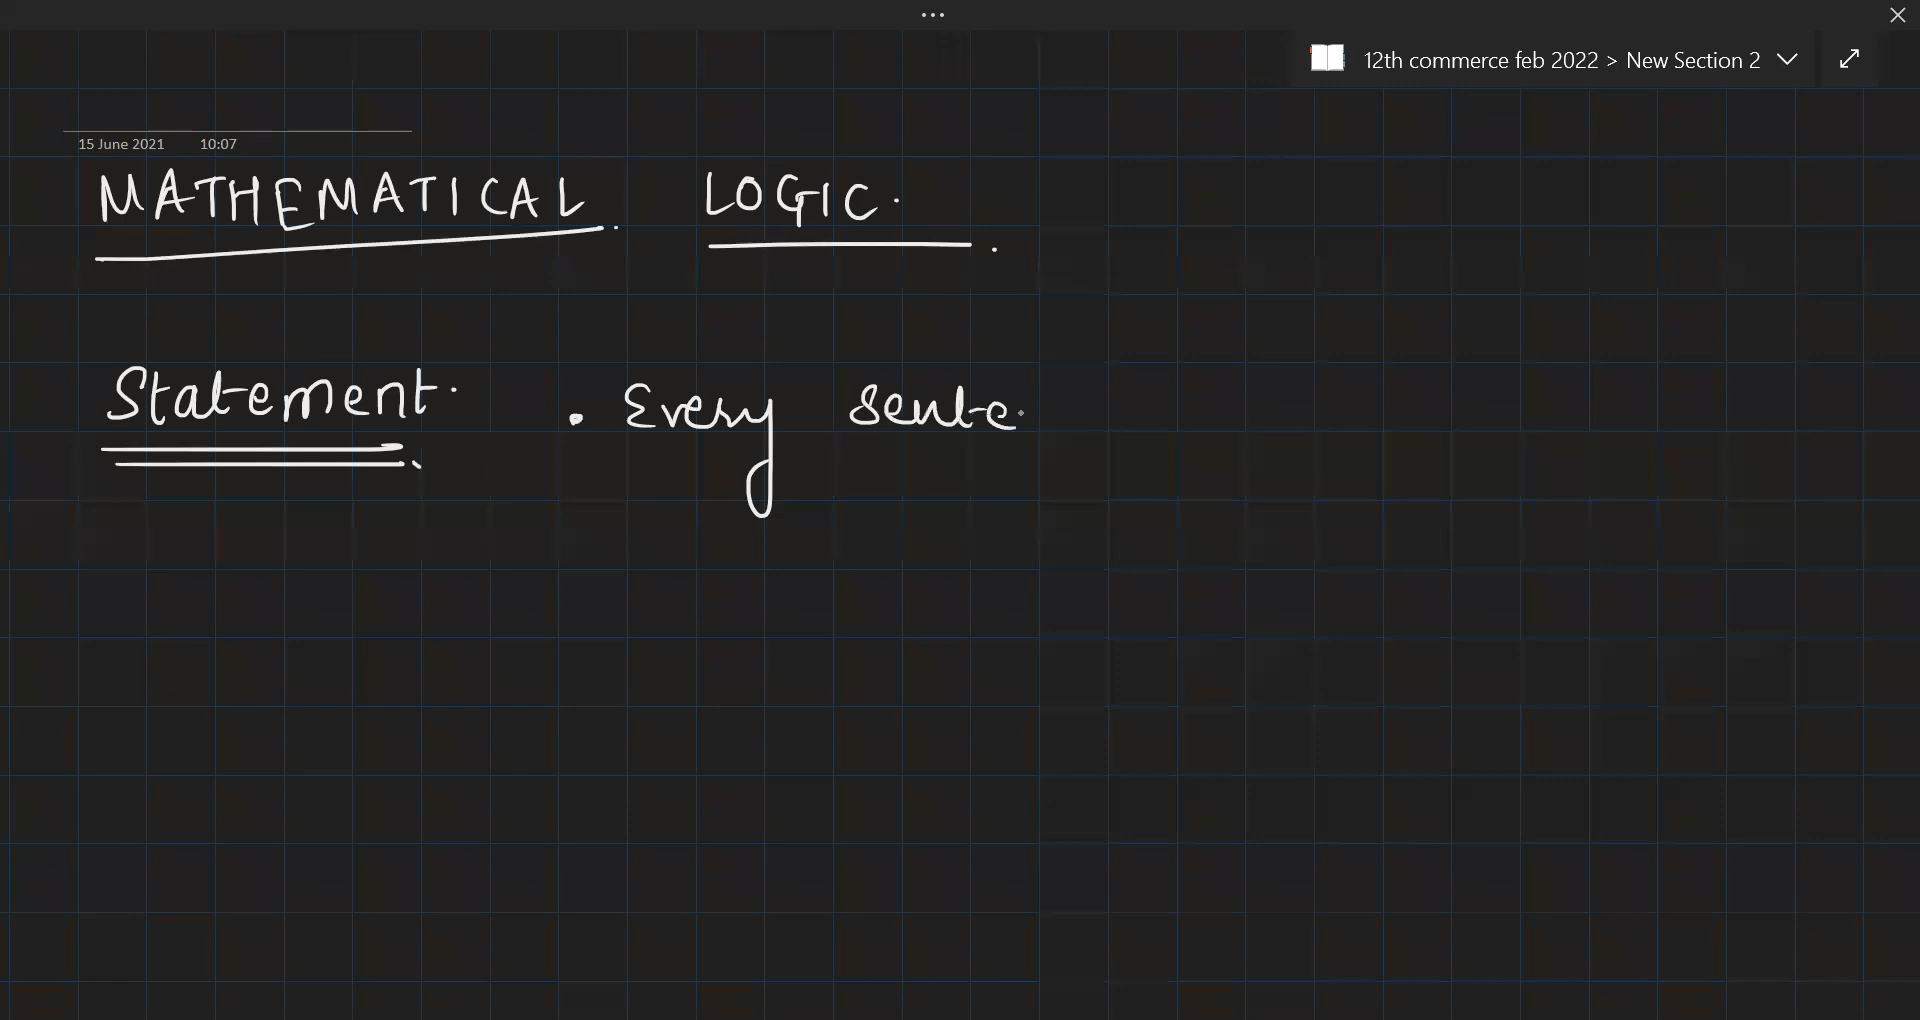 ...
12th commerce feb 2022 > New Section 2
15 June 2021 10:07
MATHEMATICAL. LOGIC.
Statement. . Every sente